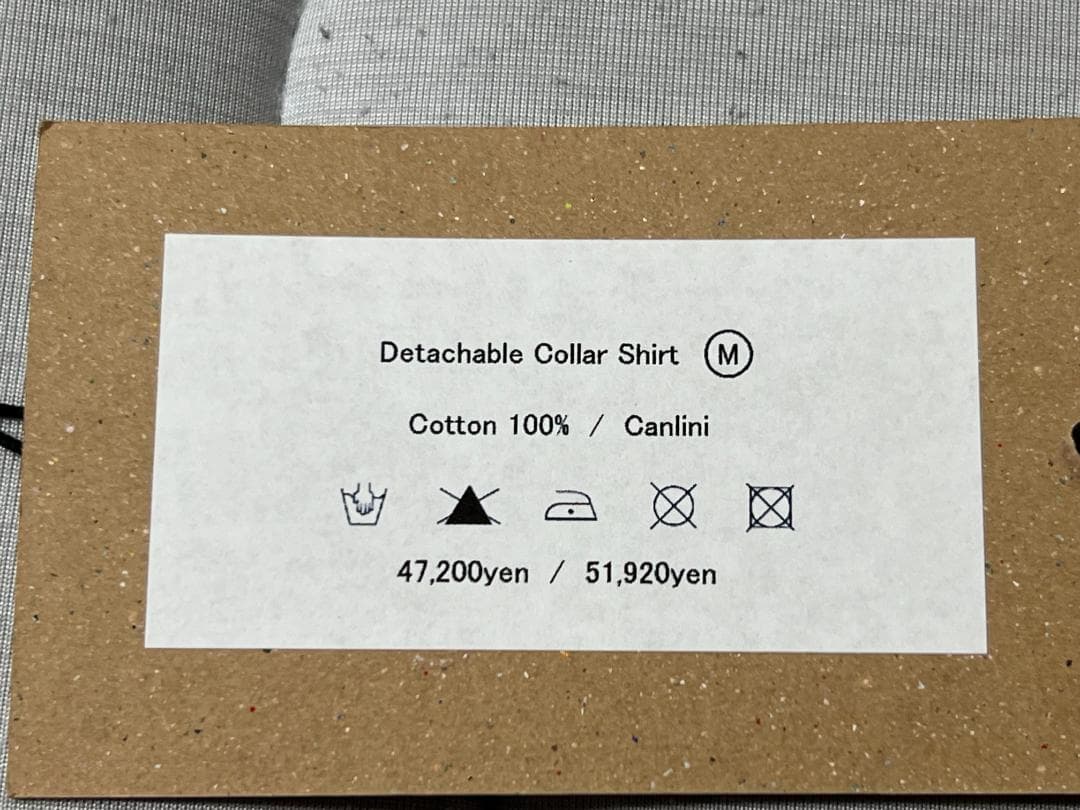 Detachable Collar Shirt Ⓜ
Cotton 100% / Canlini
47,200yen / 51,920yen